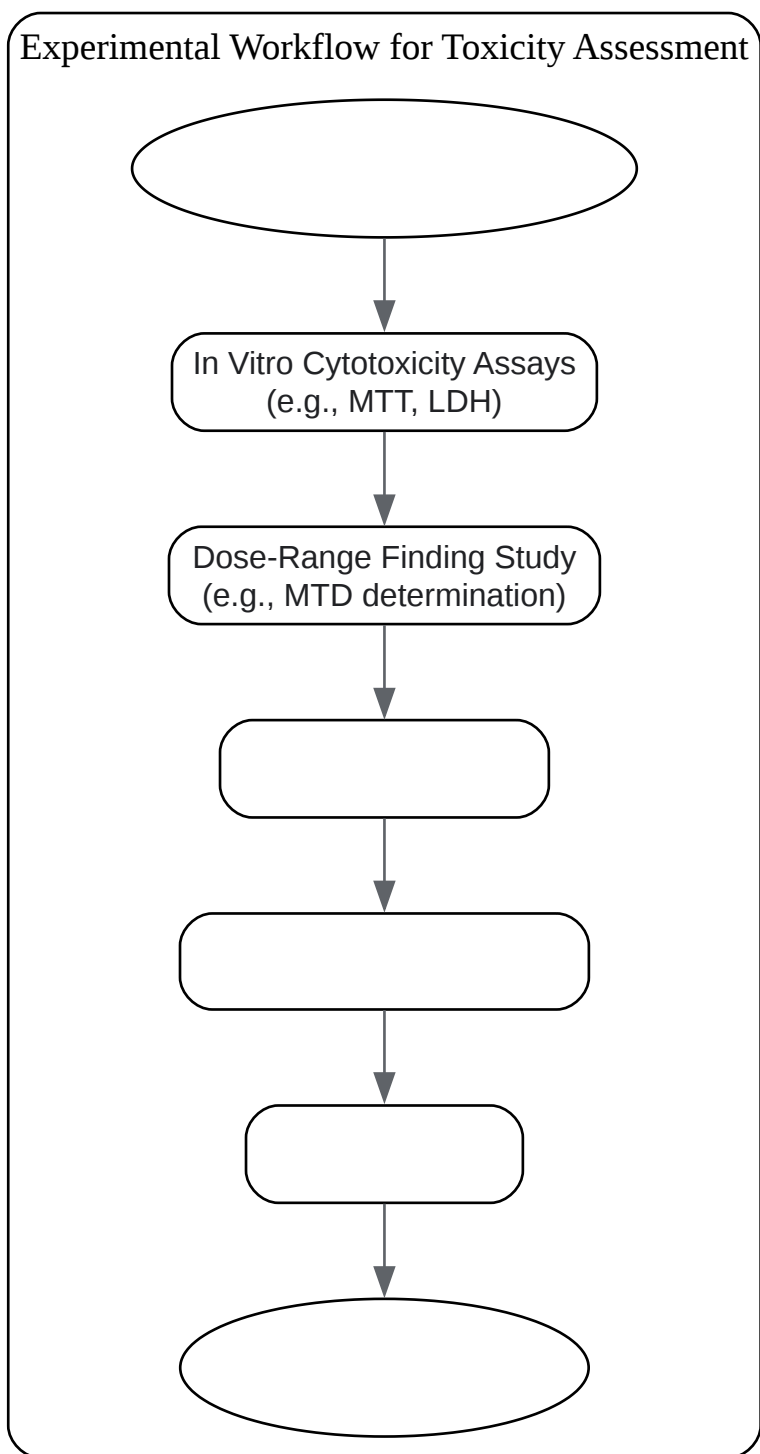 Experimental Workflow for Toxicity Assessment
In Vitro Cytotoxicity Assays
(e.g., MTT, LDH)
Dose-Range Finding Study
(e.g., MTD determination)